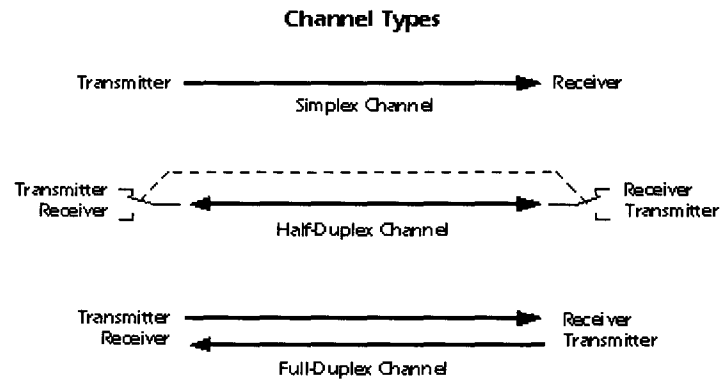 Channel Types
Transmitter Receiver
Simplex Channel
Transmitter Receiver
Receiver Transmitter
Half-Duplex Channel
Transmitter Receiver
Receiver Transmitter
Full-Duplex Channel